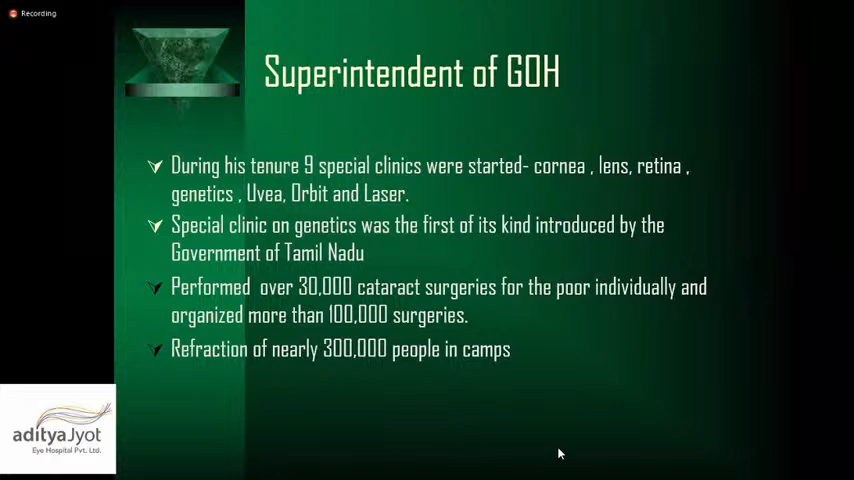 Recording
Superintendent of GOH
During his tenure 9 special clinics were started- cornea , lens, retina ,
genetics , Uvea, Orbit and Laser.
Special clinic on genetics was the first of its kind introduced by the
Government of Tamil Nadu
Performed over 30,000 cataract surgeries for the poor individually and
organized more than 100,000 surgeries.
Refraction of nearly 300,000 people in camps
adityaJyot
Eye Hospital Pvt. Ltd.